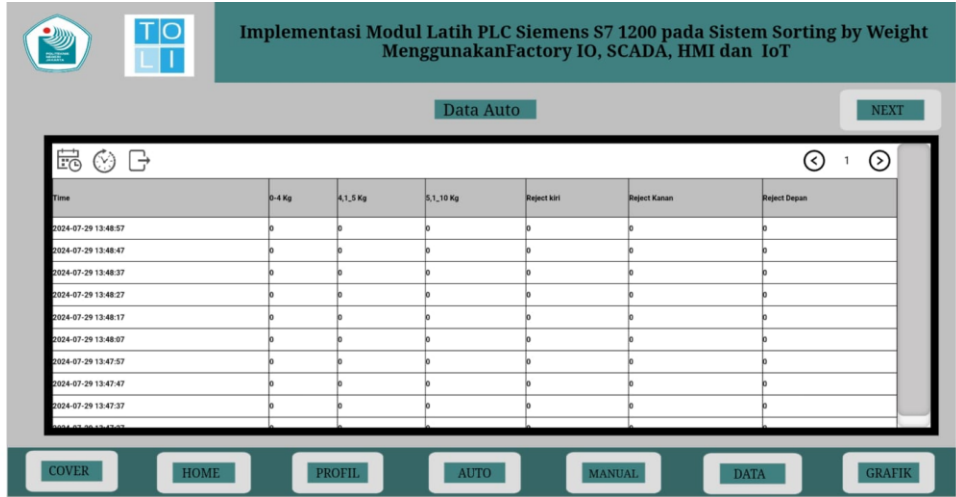 TO
LI
Implementasi Modul Latih PLC Siemens S7 1200 pada Sistem Sorting by Weight
MenggunakanFactory IO, SCADA, HMI dan IoT
Data Auto
NEXT
1
Time 0-4 Kg 4,1_5 Kg 5,1_10 Kg Reject kiri Reject Kanan Reject Depan
2024-07-29 13:48:57 0 0 0 0 0 0
2024-07-29 13:48:47 0 0 0 0 0 0
2024-07-29 13:48:37 0 0 0 0 0 0
2024-07-29 13:48:27 0 0 0 0 0 0
2024-07-29 13:48:17 0 0 0 0 0 0
2024-07-29 13:48:07 0 0 0 0 0 0
2024-07-29 13:47:57 0 0 0 0 0 0
2024-07-29 13:47:47 0 0 0 0 0 0
2024-07-29 13:47:37 0 0 0 0 0 0
COVER HOME PROFIL AUTO MANUAL DATA GRAFIK